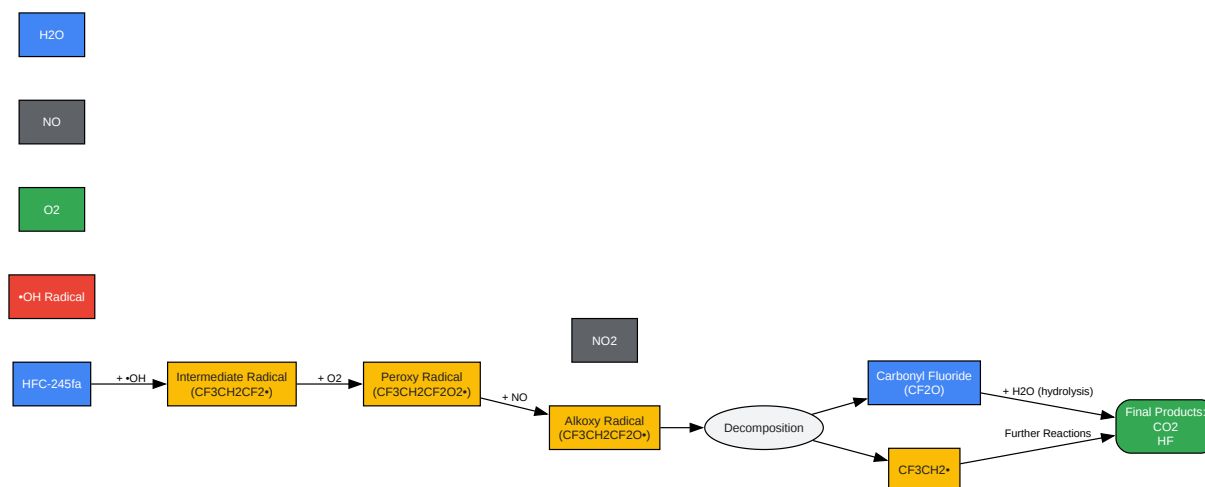 H2O
NO
O2
•OH Radical
NO2
HFC-245fa
+ •OH
Intermediate Radical
(CF3CH2CF2•)
+ O2
Peroxy Radical
(CF3CH2CF2O2•)
+ NO
Alkoxy Radical
(CF3CH2CF2O•)
Decomposition
Carbonyl Fluoride
(CF2O)
+ H2O (hydrolysis)
CF3CH2•
Further Reactions
Final Products:
CO2
HF